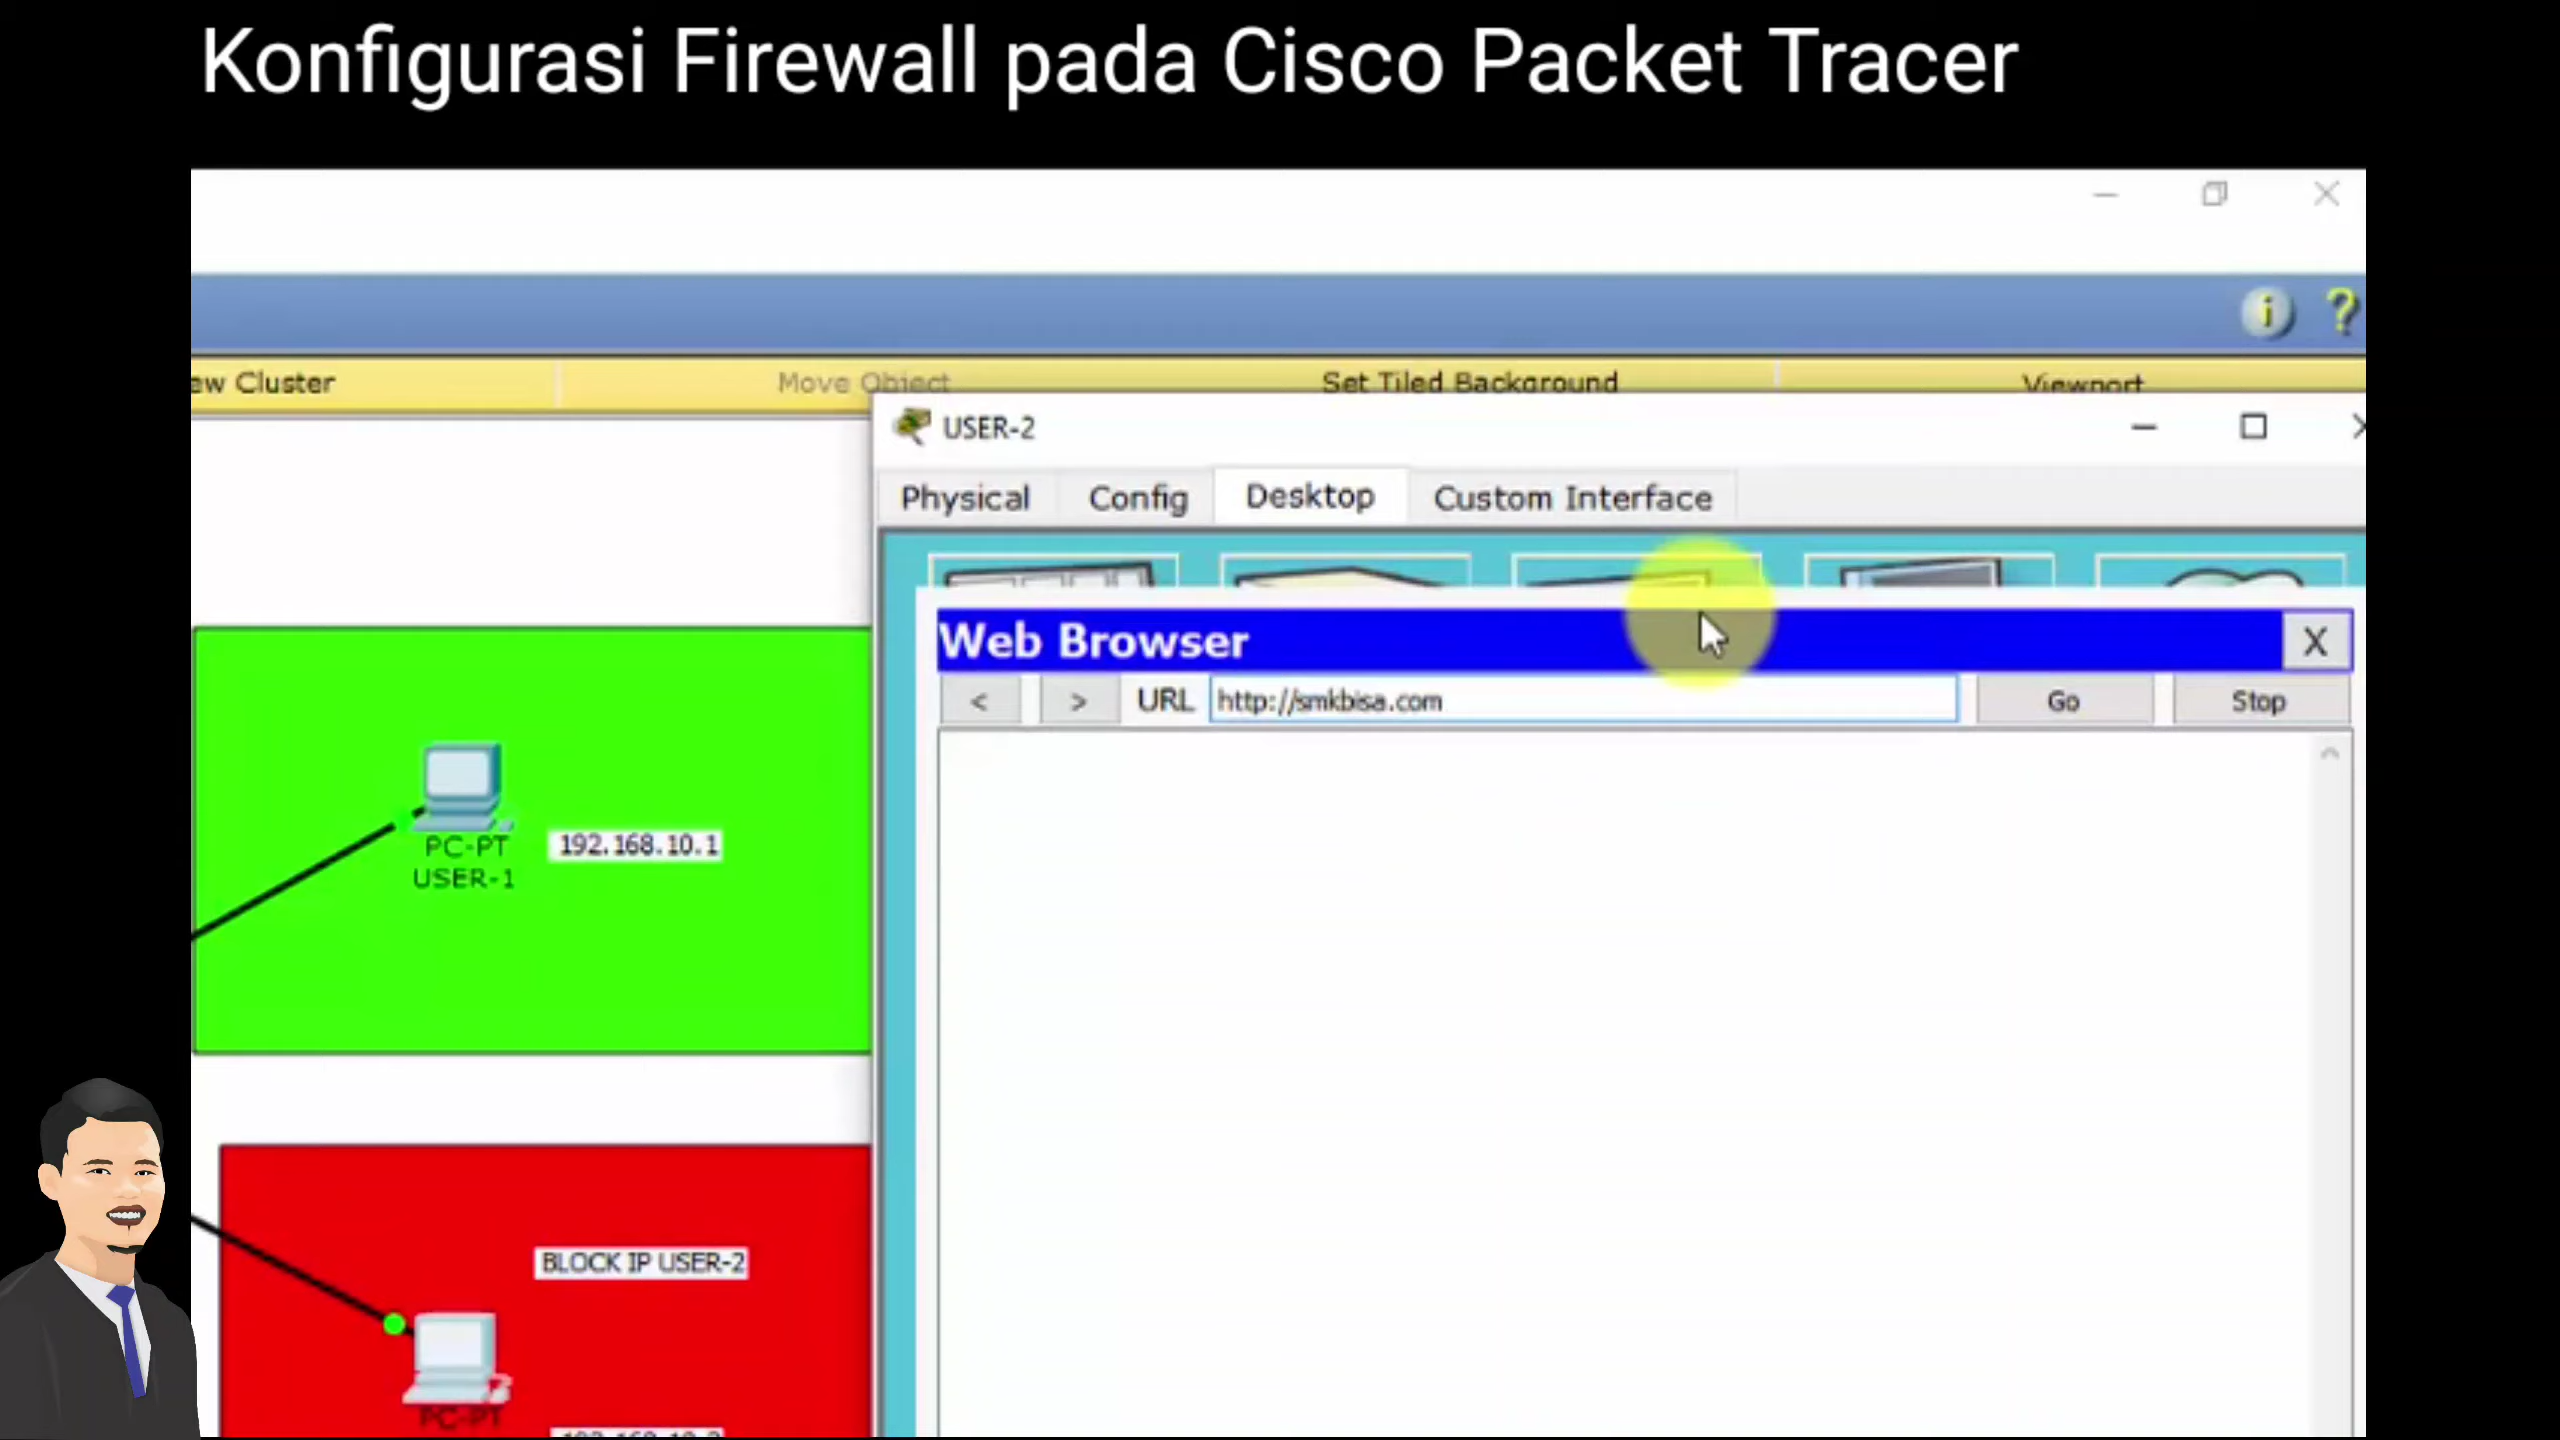 Konfigurasi Firewall pada Cisco Packet Tracer
ew Cluster
Move Object
Set Tiled Background
Viewport
USER-2
Physical
Config
Desktop
Custom Interface
Web Browser
X
<
>
URL
http://smkbisa.com
Go
Stop
PC-PT
USER-1
192.168.10.1
BLOCK IP USER-2
PC-PT